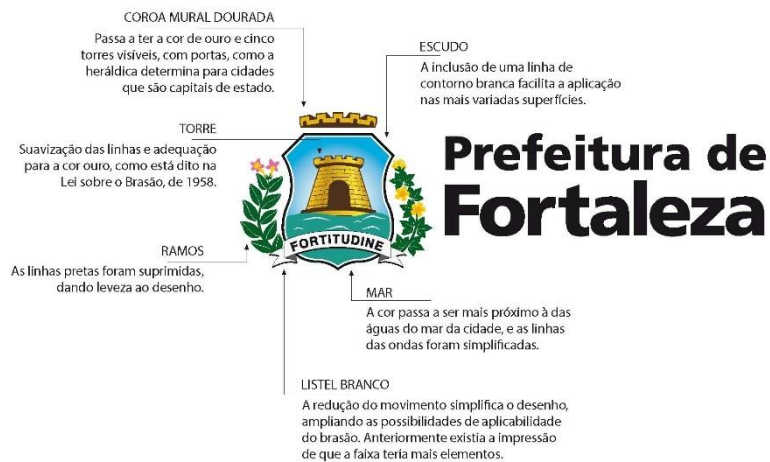 COROA MURAL DOURADA
Passa a ter a cor de ouro e cinco
torres visíveis, com portas, como a
heráldica determina para cidades
que são capitais de estado.
ESCUDO
A inclusão de uma linha de
contorno branca facilita a aplicação
nas mais variadas superfícies.
TORRE
Suavização das linhas e adequação
para a cor ouro, como está dito na
Lei sobre o Brasão, de 1958.
Prefeitura de
Fortaleza
FORTITUDINE
RAMOS
As linhas pretas foram suprimidas,
dando leveza ao desenho.
MAR
A cor passa a ser mais próximo à das
águas do mar da cidade, e as linhas
das ondas foram simplificadas.
LISTEL BRANCO
A redução do movimento simplifica o desenho,
ampliando as possibilidades de aplicabilidade
do brasão. Anteriormente existia a impressão
de que a faixa teria mais elementos.